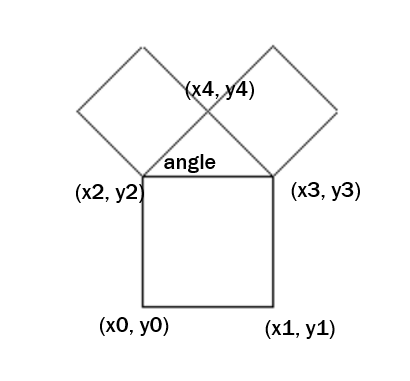 (x4, y4)
angle
(x2, y2)
(x3, y3)
(x0, y0)
(x1, y1)